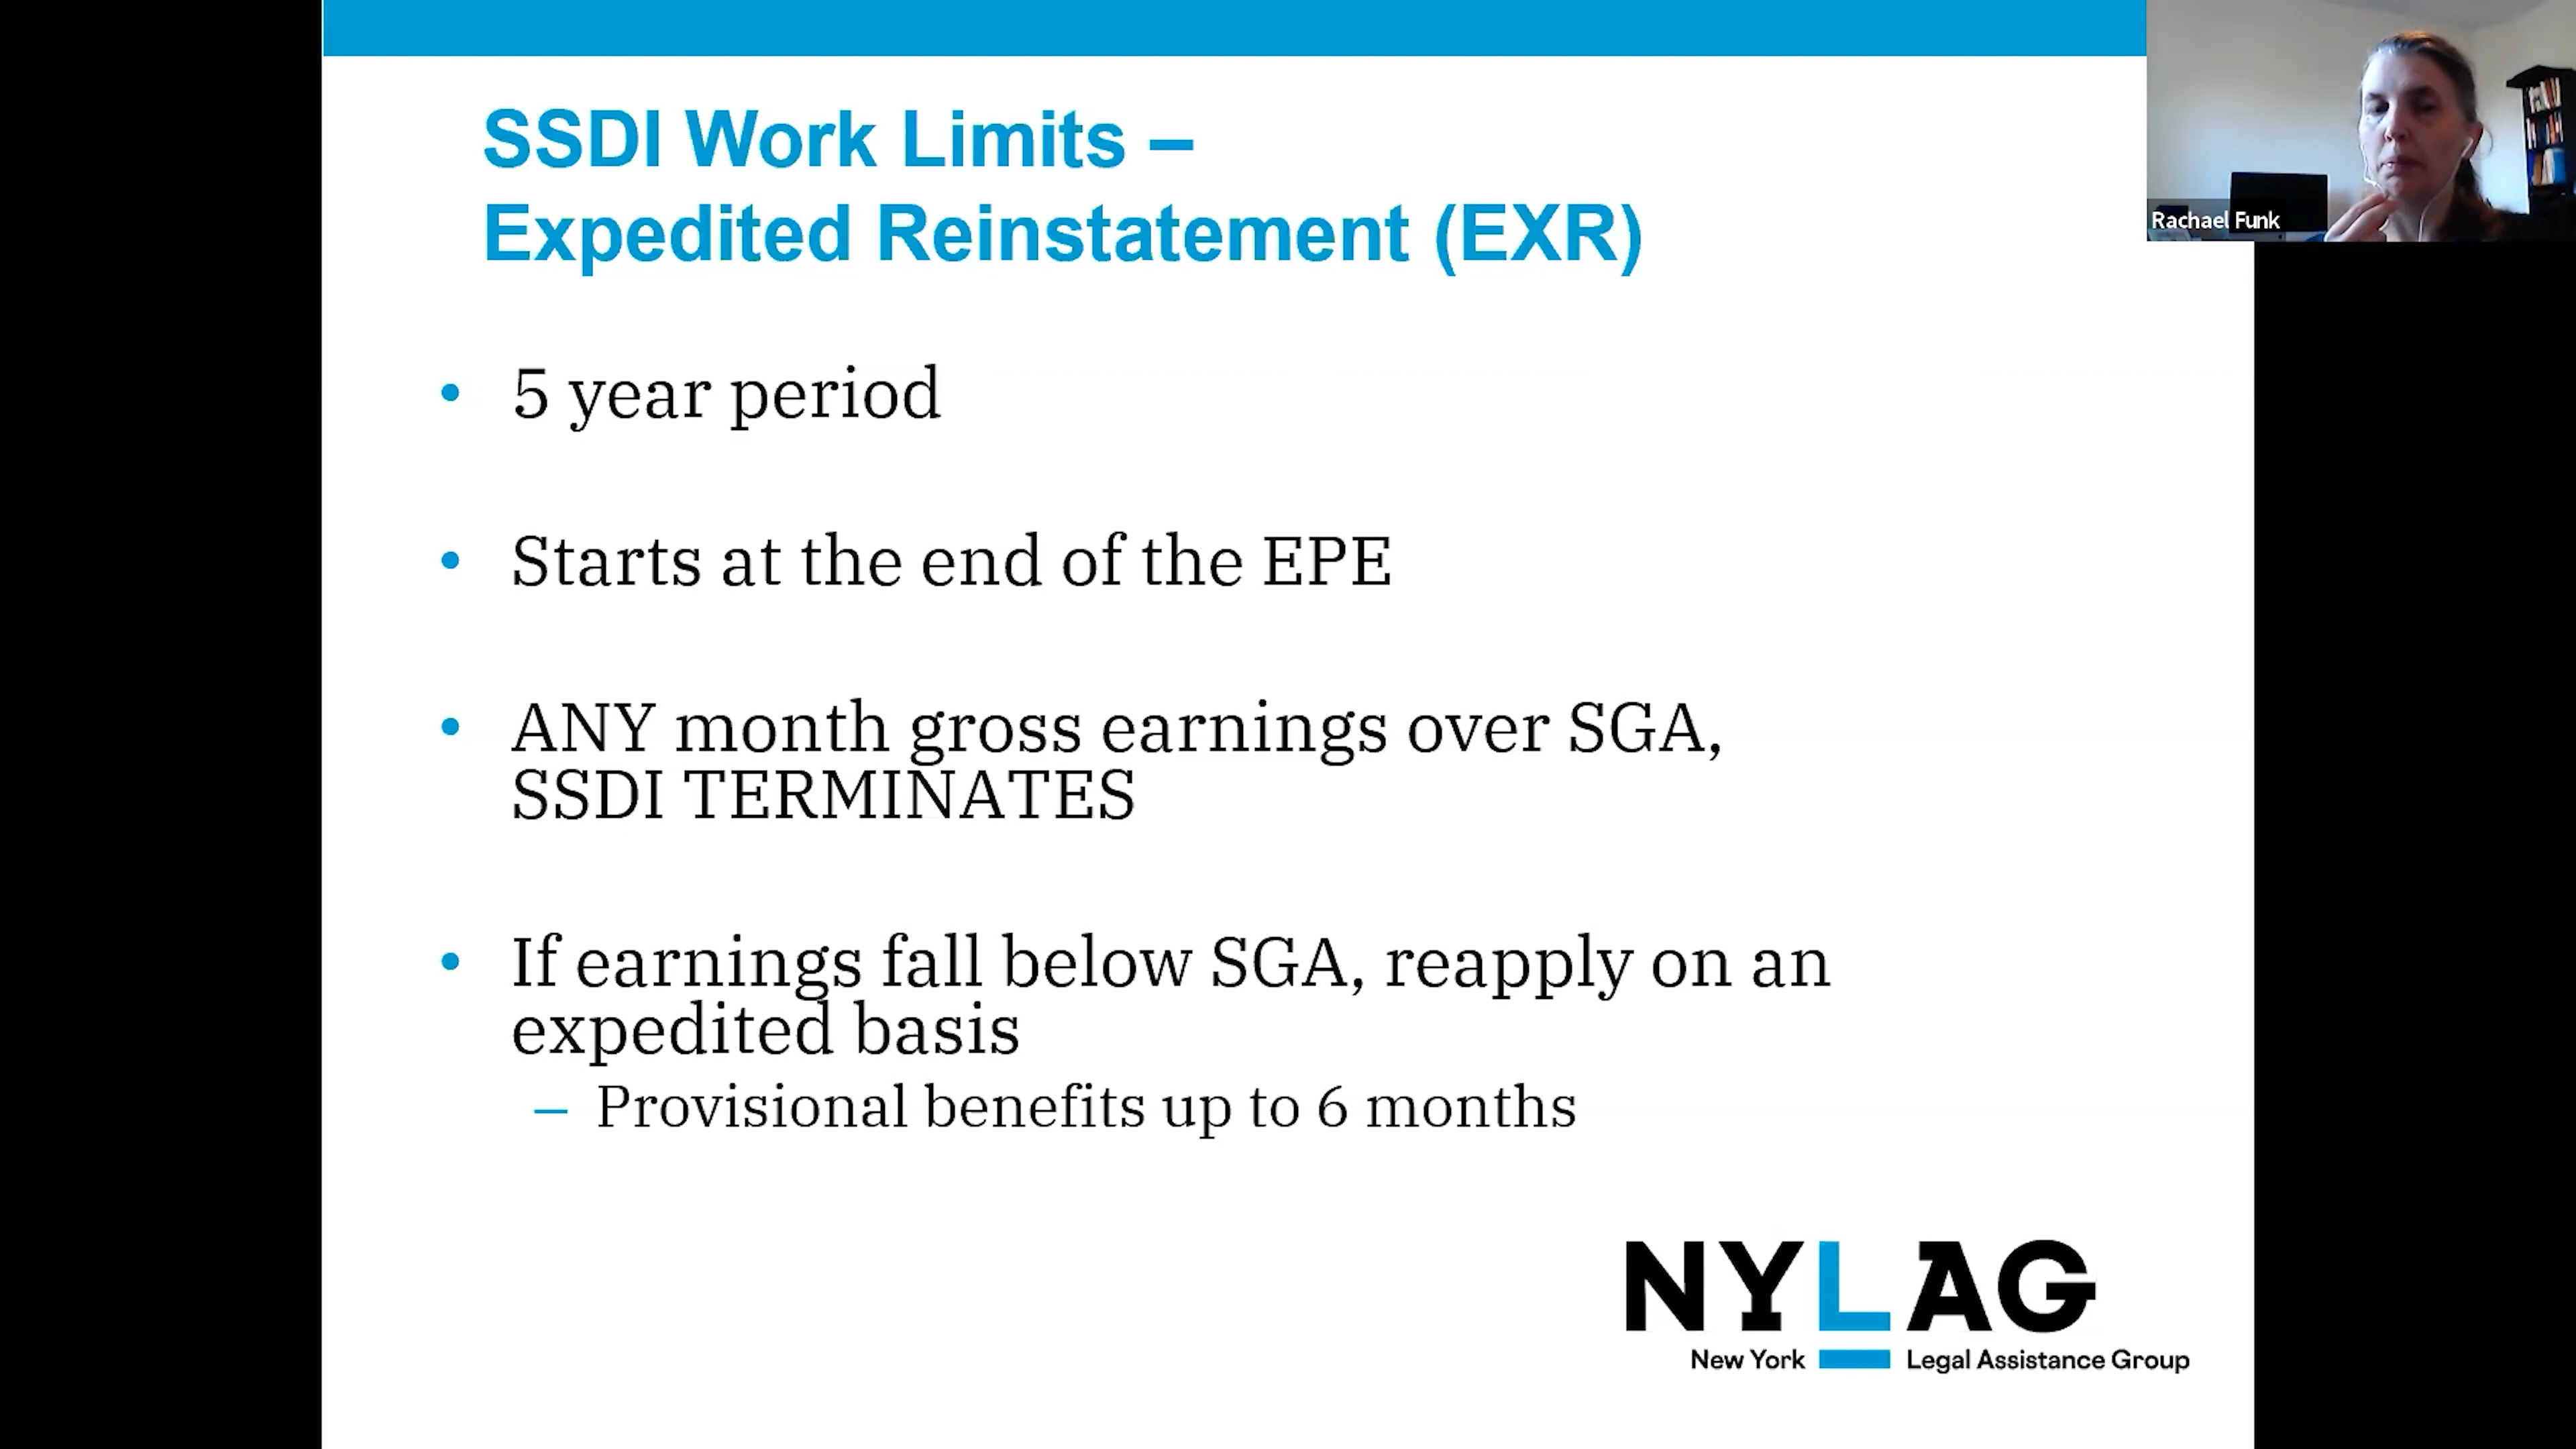 SSDI Work Limits –
Expedited Reinstatement (EXR)
Rachael Funk
• 5 year period
• Starts at the end of the EPE
• ANY month gross earnings over SGA,
SSDI TERMINATES
• If earnings fall below SGA, reapply on an
expedited basis
– Provisional benefits up to 6 months
NYLAG
New York Legal Assistance Group